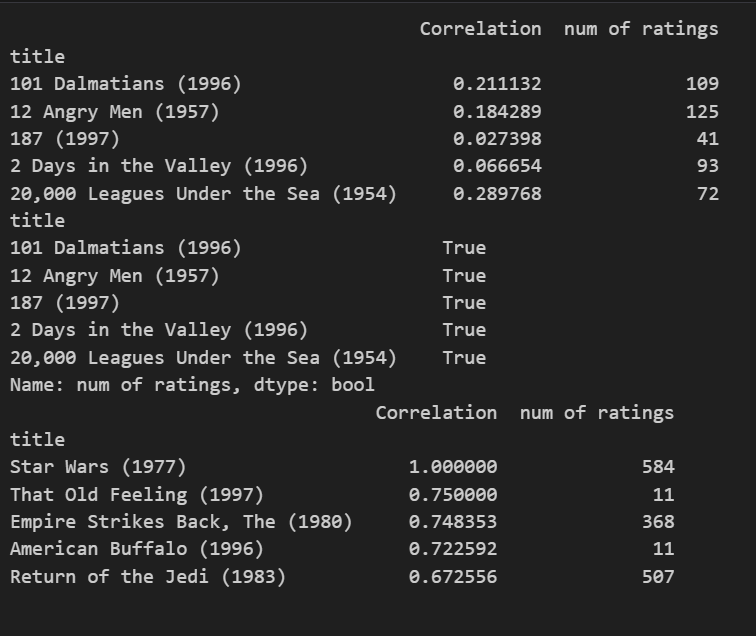 Correlation num of ratings
title
101 Dalmatians (1996) 0.211132 109
12 Angry Men (1957) 0.184289 125
187 (1997) 0.027398 41
2 Days in the Valley (1996) 0.066654 93
20,000 Leagues Under the Sea (1954) 0.289768 72
title
101 Dalmatians (1996) True
12 Angry Men (1957) True
187 (1997) True
2 Days in the Valley (1996) True
20,000 Leagues Under the Sea (1954) True
Name: num of ratings, dtype: bool
Correlation num of ratings
title
Star Wars (1977) 1.000000 584
That Old Feeling (1997) 0.750000 11
Empire Strikes Back, The (1980) 0.748353 368
American Buffalo (1996) 0.722592 11
Return of the Jedi (1983) 0.672556 507